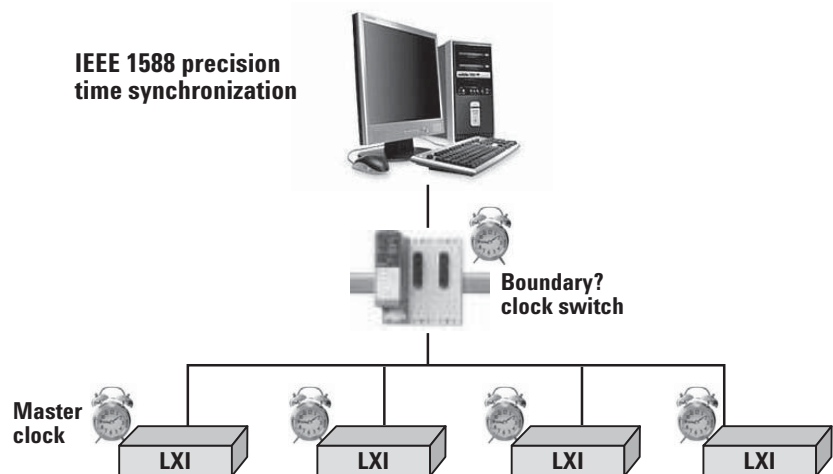 IEEE 1588 precision
time synchronization
Boundary?
clock switch
Master
clock
LXI
LXI
LXI
LXI